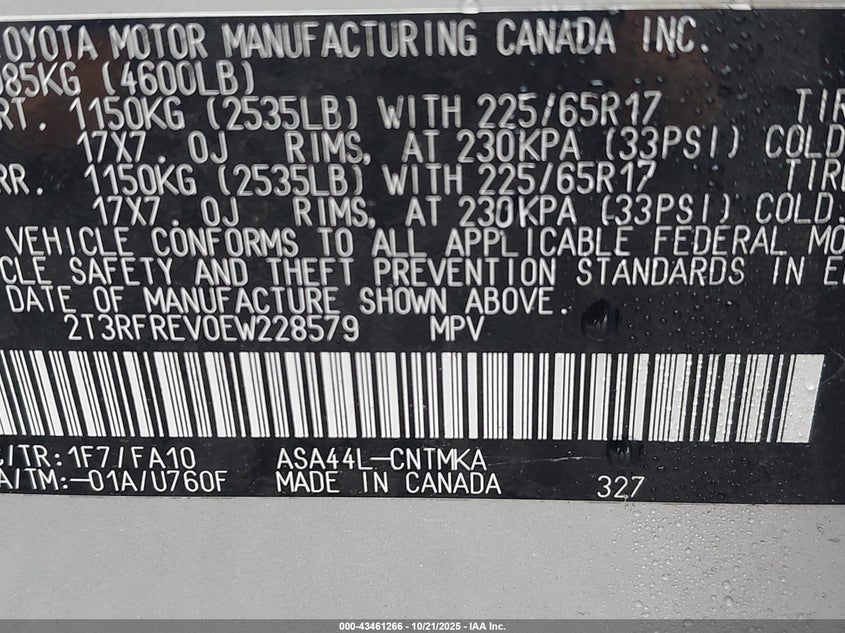 TOYOTA MOTOR MANUFACTURING CANADA INC.
085KG (4600LB)
RT. 1150KG (2535LB) WITH 225/65R17 TIR
17X7.0J RIMS, AT 230KPA (33PSI) COLD
RR. 1150KG (2535LB) WITH 225/65R17 TIR
17X7.0J RIMS, AT 230KPA (33PSI) COLD.
VEHICLE CONFORMS TO ALL APPLICABLE FEDERAL MO
CLE SAFETY AND THEFT PREVENTION STANDARDS IN E
DATE OF MANUFACTURE SHOWN ABOVE.
2T3RFREV0EW228579 MPV
/TR: 1F7/FA10 ASA44L-CNTMKA
A/TM:-01A/U760F MADE IN CANADA 327
000-43461266 - 10/21/2025 - IAA Inc.